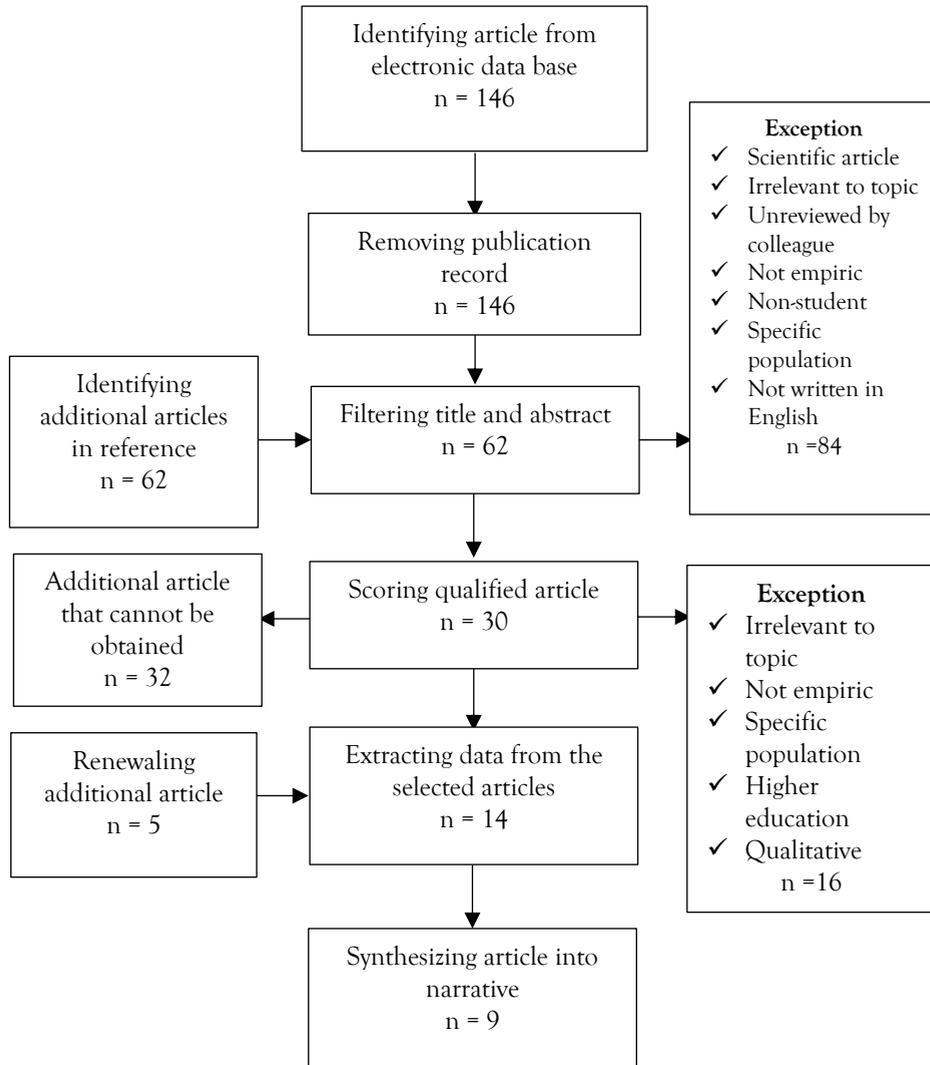 Identifying article from
electronic data base
n = 146
Exception
✓ Scientific article
✓ Irrelevant to topic
✓ Unreviewed by
colleague
✓ Not empiric
✓ Non-student
✓ Specific
population
✓ Not written in
English
n =84
Removing publication
record
n = 146
Identifying
additional articles
in reference
n = 62
Filtering title and abstract
n = 62
Additional article
that cannot be
obtained
n = 32
Scoring qualified article
n = 30
Exception
✓ Irrelevant to
topic
✓ Not empiric
✓ Specific
population
✓ Higher
education
✓ Qualitative
n =16
Renewaling
additional article
n = 5
Extracting data from the
selected articles
n = 14
Synthesizing article into
narrative
n = 9